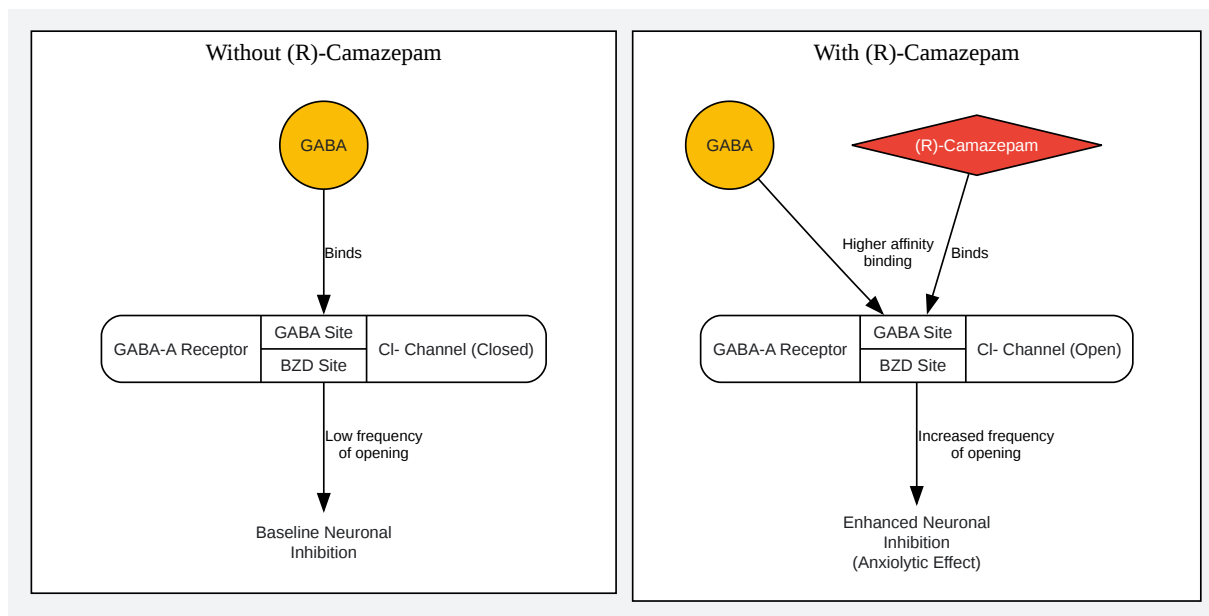 Without (R)-Camazepam
GABA
Binds
GABA-A Receptor
GABA Site
BZD Site
Cl- Channel (Closed)
Low frequency
of opening
Baseline Neuronal
Inhibition
With (R)-Camazepam
GABA
(R)-Camazepam
Higher affinity
binding
Binds
GABA-A Receptor
GABA Site
BZD Site
Cl- Channel (Open)
Increased frequency
of opening
Enhanced Neuronal
Inhibition
(Anxiolytic Effect)